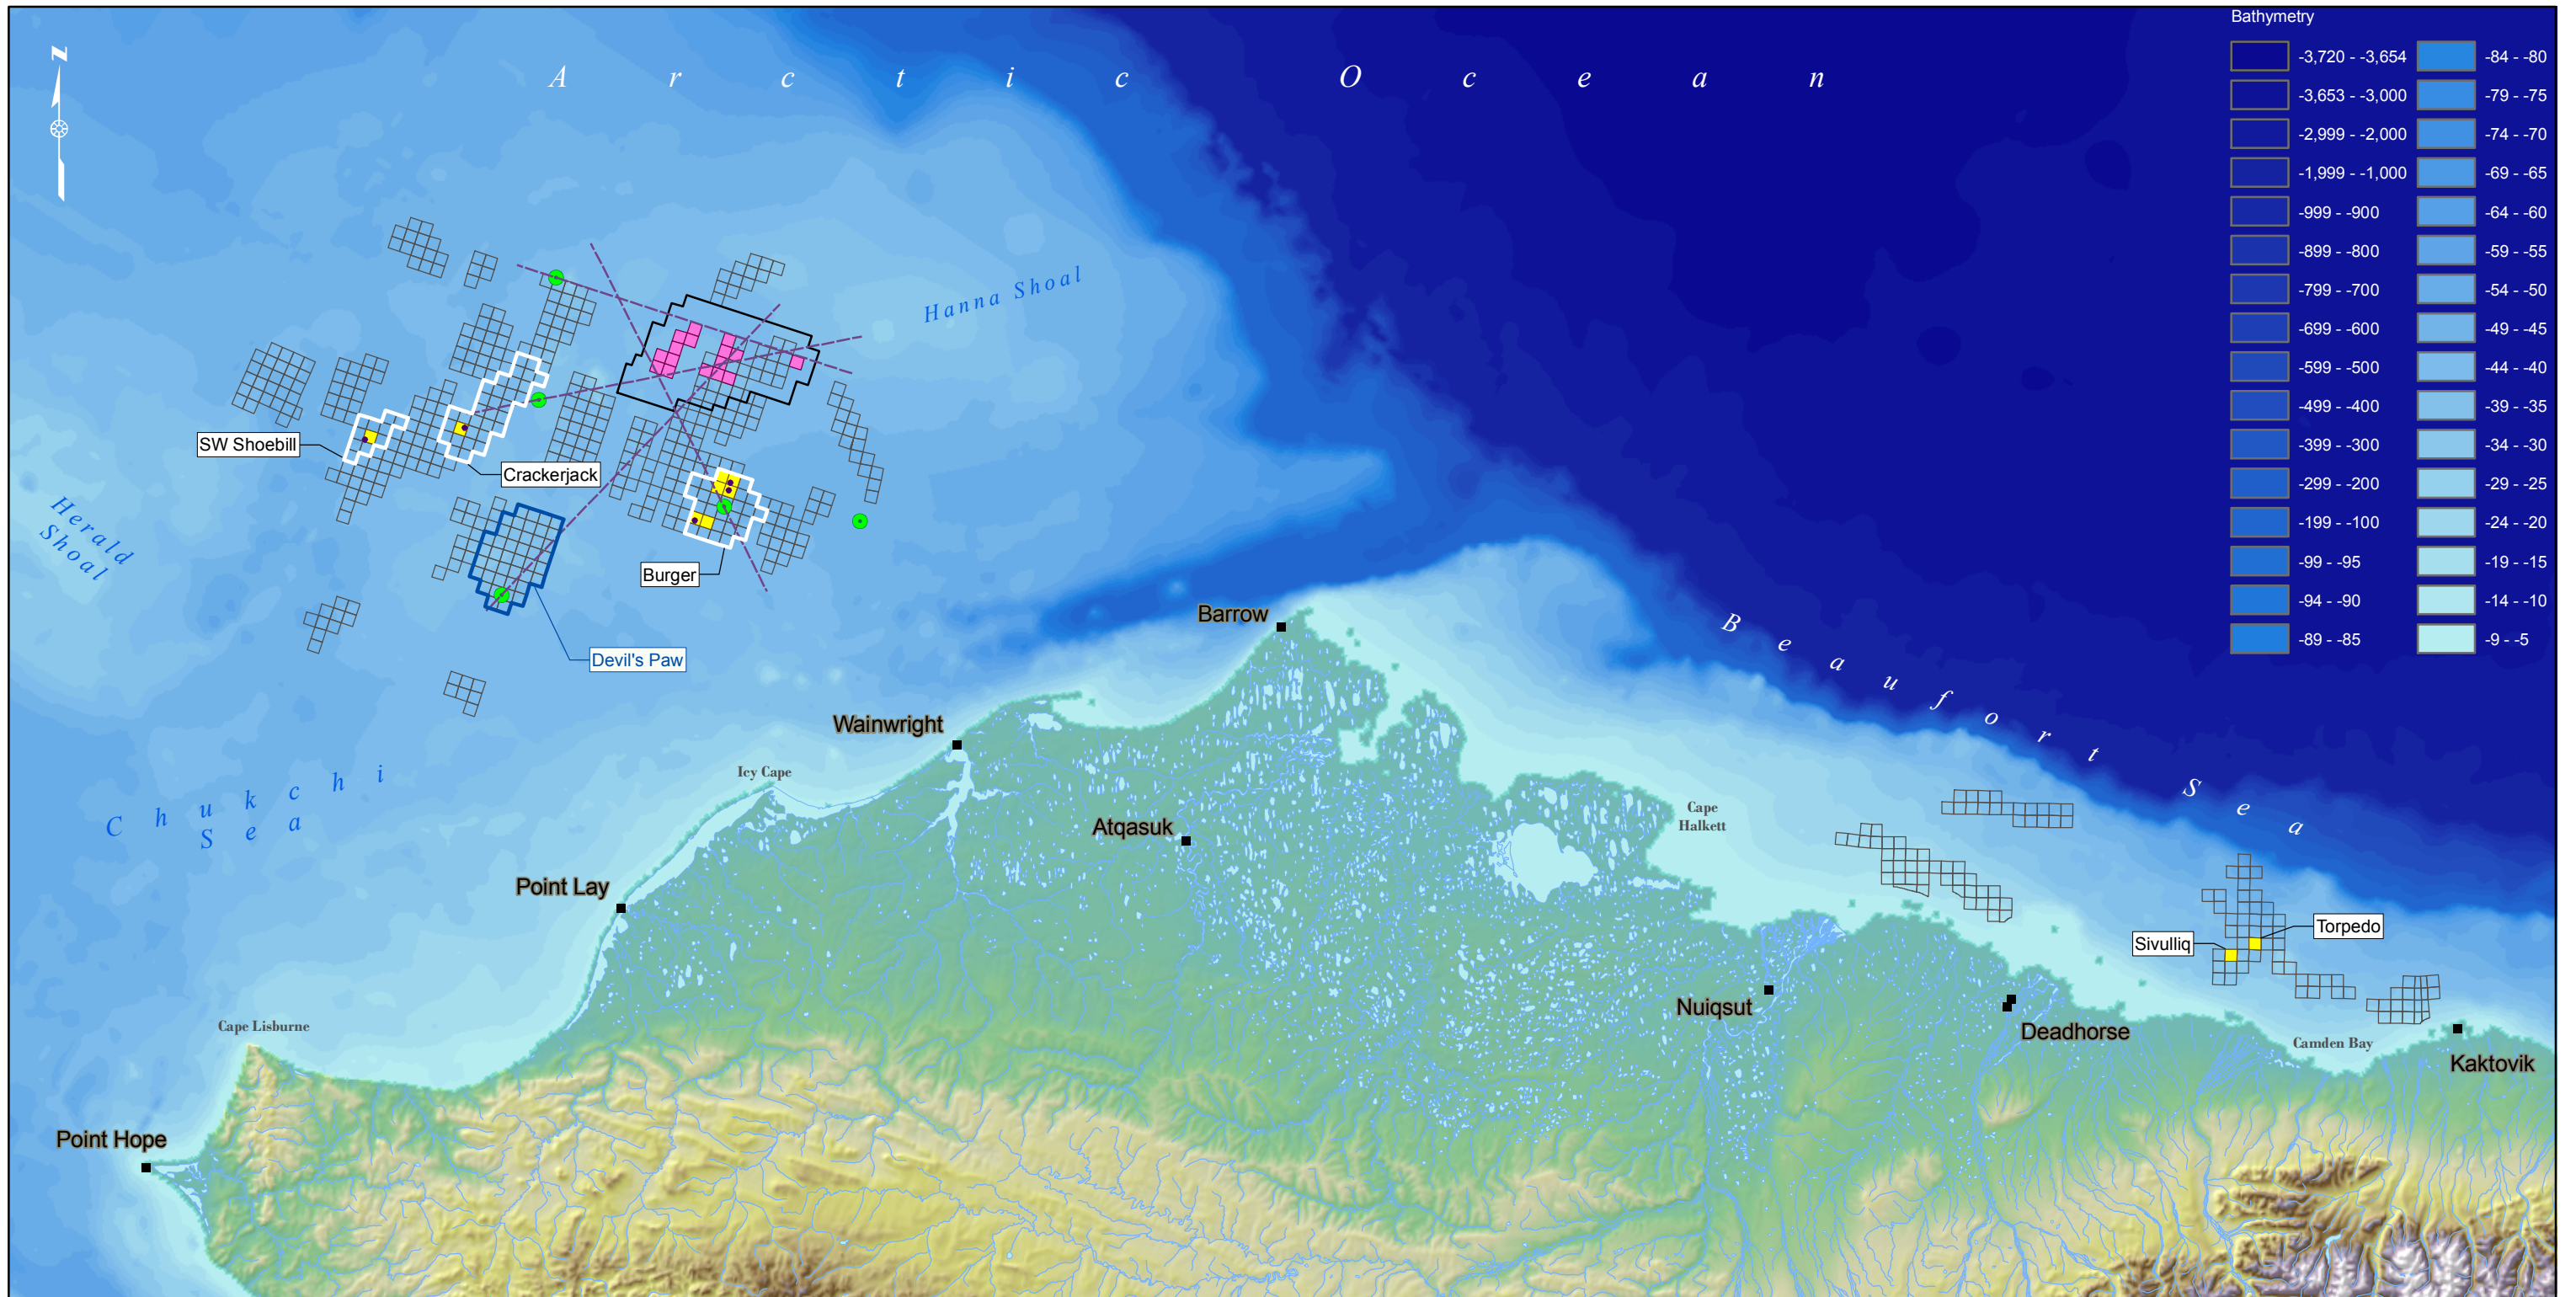 Bathymetry
N
Arctic Ocean
-3,720 - -3,654
-3,653 - -3,000
-2,999 - -2,000
-1,999 - -1,000
-999 - -900
-899 - -800
-799 - -700
-699 - -600
-599 - -500
-499 - -400
-399 - -300
-299 - -200
-199 - -100
-99 - -95
-94 - -90
-89 - -85
-84 - -80
-79 - -75
-74 - -70
-69 - -65
-64 - -60
-59 - -55
-54 - -50
-49 - -45
-44 - -40
-39 - -35
-34 - -30
-29 - -25
-24 - -20
-19 - -15
-14 - -10
-9 - -5
Hanna Shoal
SW Shoebill
Crackerjack
Herald
Shoal
Burger
Devil's Paw
Barrow
Beaufort Sea
Wainwright
Icy Cape
Chukchi
Sea
Cape
Halkett
Atqasuk
Point Lay
Torpedo
Sivulliq
Nuiqsut
Cape Lisburne
Deadhorse
Camden Bay
Kaktovik
Point Hope